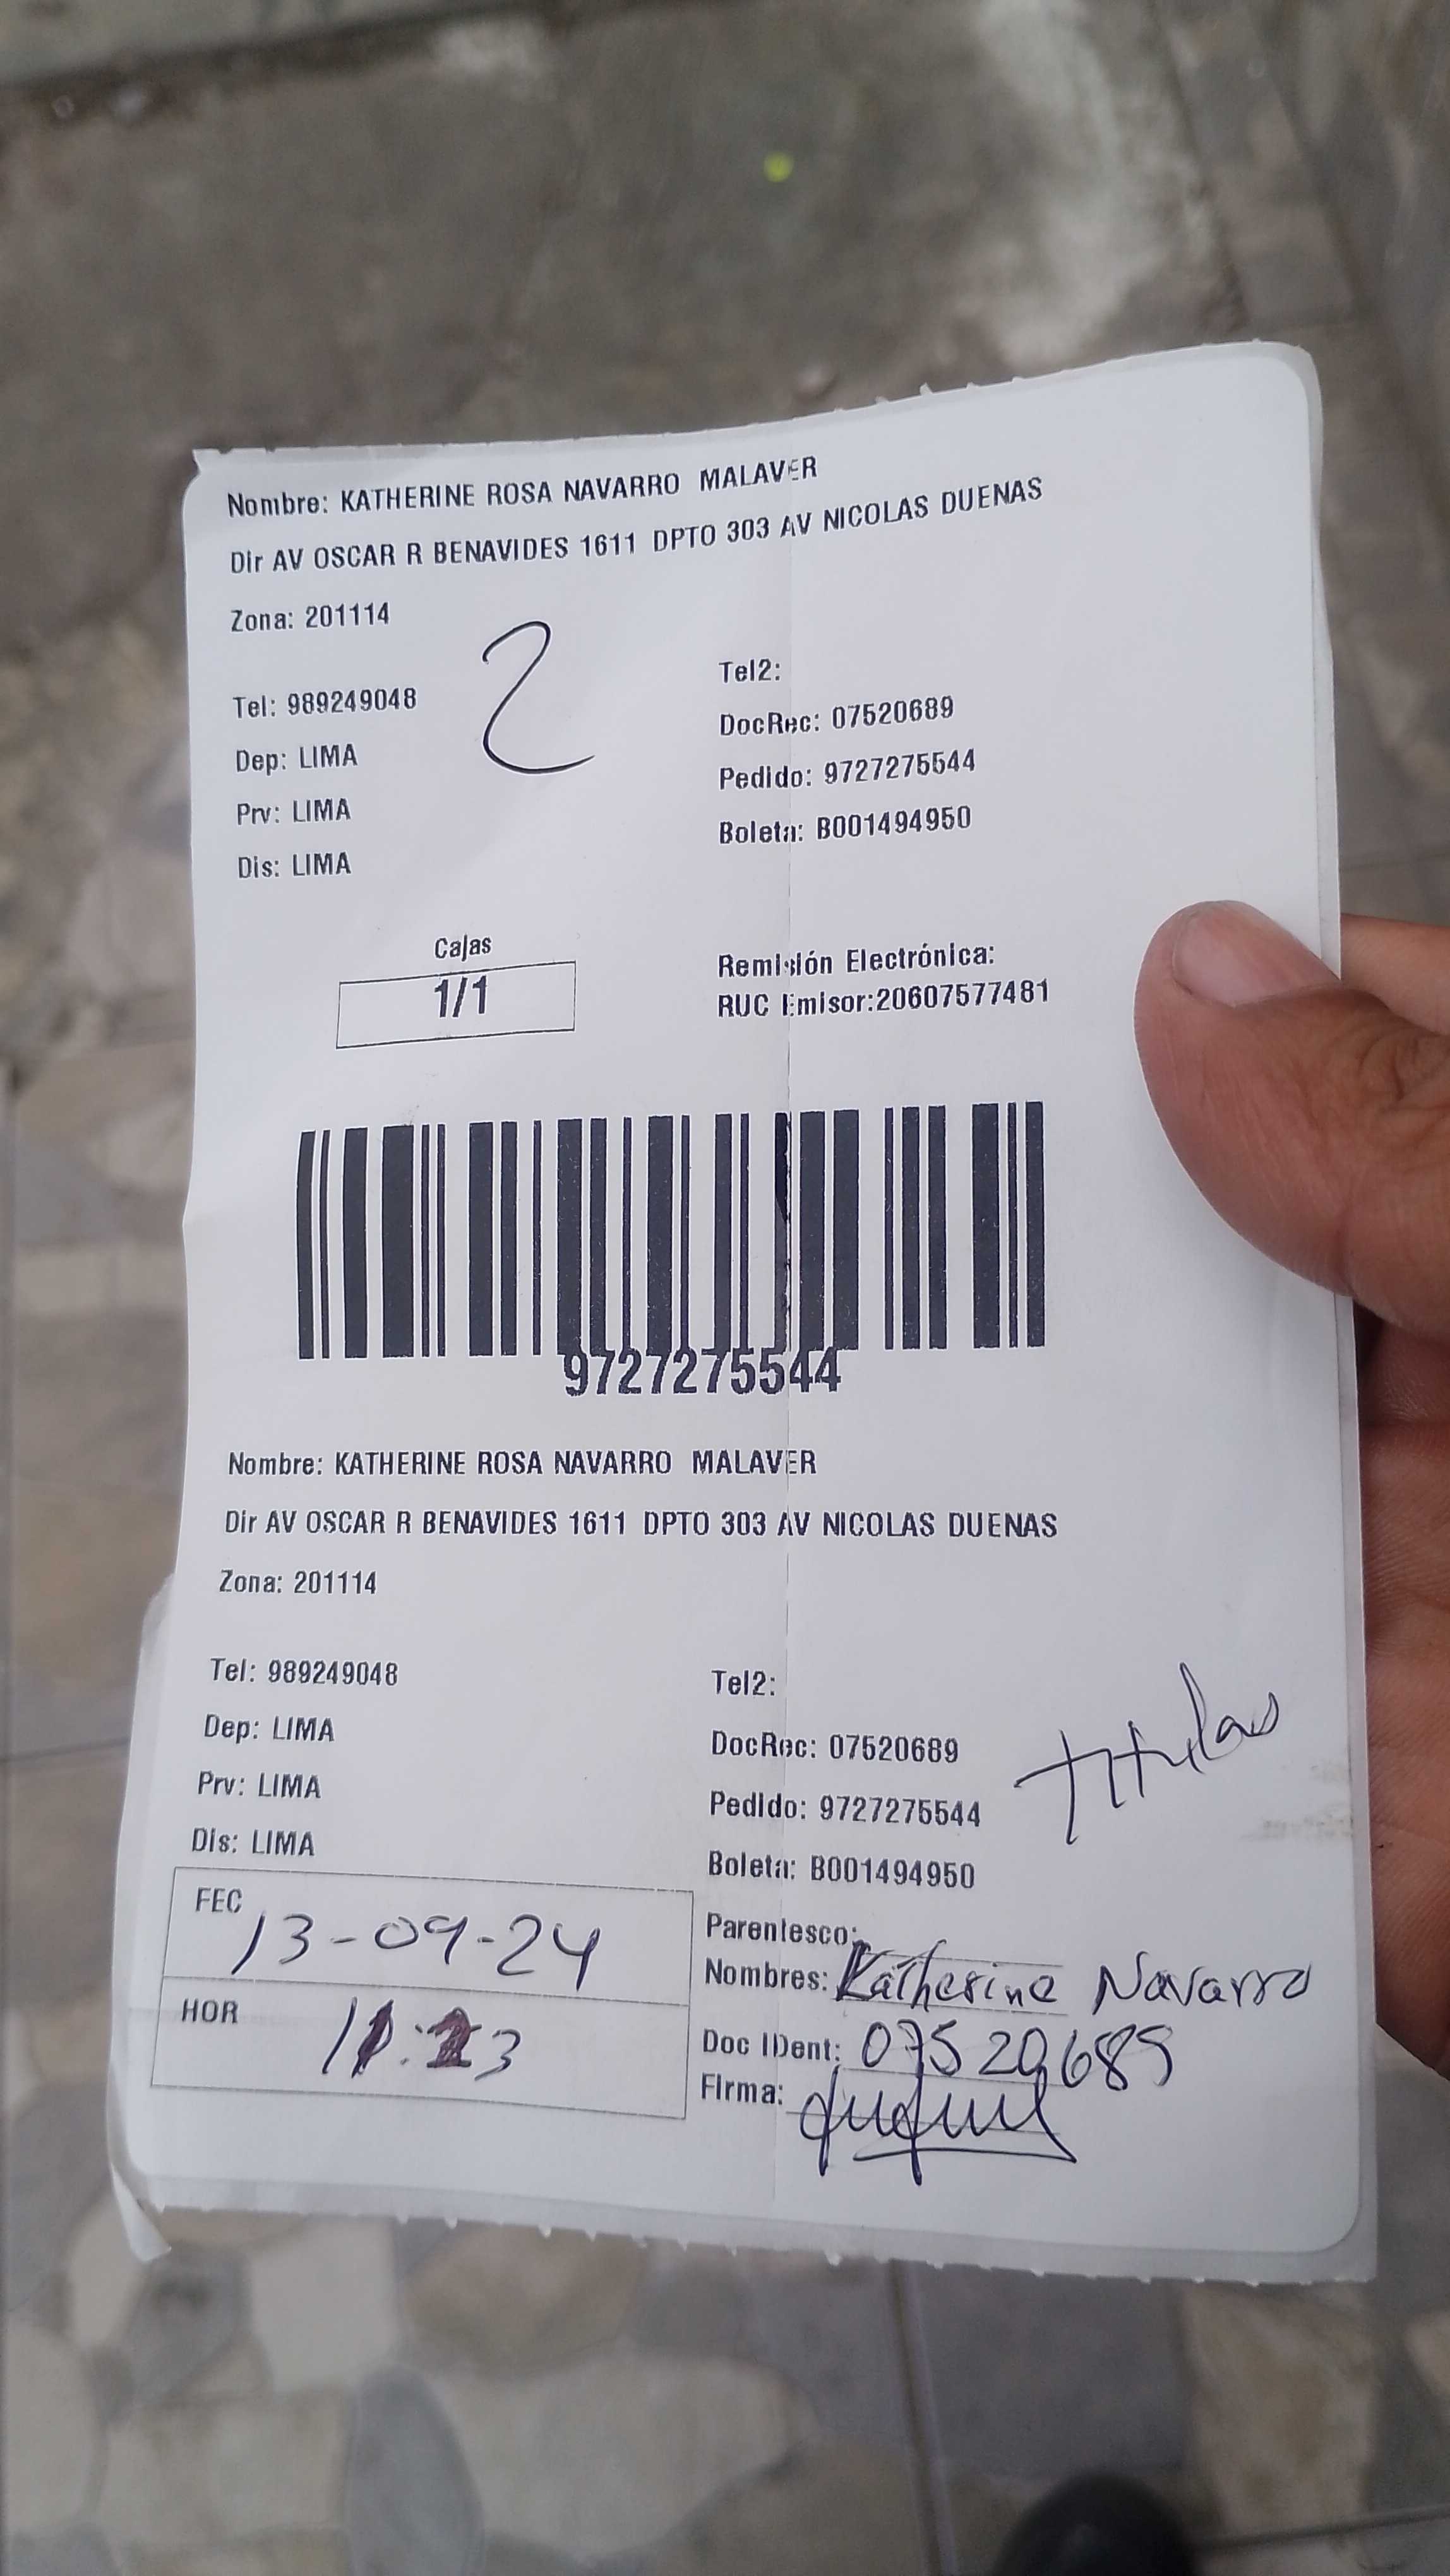 Nombre: KATHERINE ROSA NAVARRO MALAVER
Dir AV OSCAR R BENAVIDES 1611 DPTO 303 AV NICOLAS DUENAS
Zona: 201114
2
Tel: 989249048
Dep: LIMA
Prv: LIMA
Dis: LIMA
Tel2:
DocRec: 07520689
Pedido: 9727275544
Boleta: B001494950
Cajas
1/1
Remisión Electrónica:
RUC Emisor:20607577481
9727275544
Nombre: KATHERINE ROSA NAVARRO MALAVER
Dir AV OSCAR R BENAVIDES 1611 DPTO 303 AV NICOLAS DUENAS
Zona: 201114
Tel: 989249048
Dep: LIMA
Prv: LIMA
Dis: LIMA
Tel2:
DocRec: 07520689
Pedido: 9727275544
Boleta: B001494950
titular
FEC
13-09-24
HOR
Parentesco:
Nombres: Katherine Navarro
Doc IDent: 07520689
Firma: